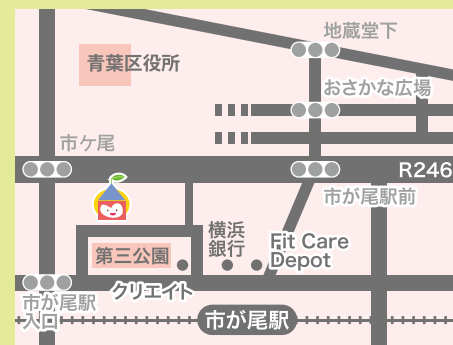 地蔵堂下
青葉区役所
おさかな広場
市ケ尾
R246
市が尾駅前
横浜
銀行
Fit Care
Depot
第三公園
クリエイト
市が尾駅
入口
市が尾駅